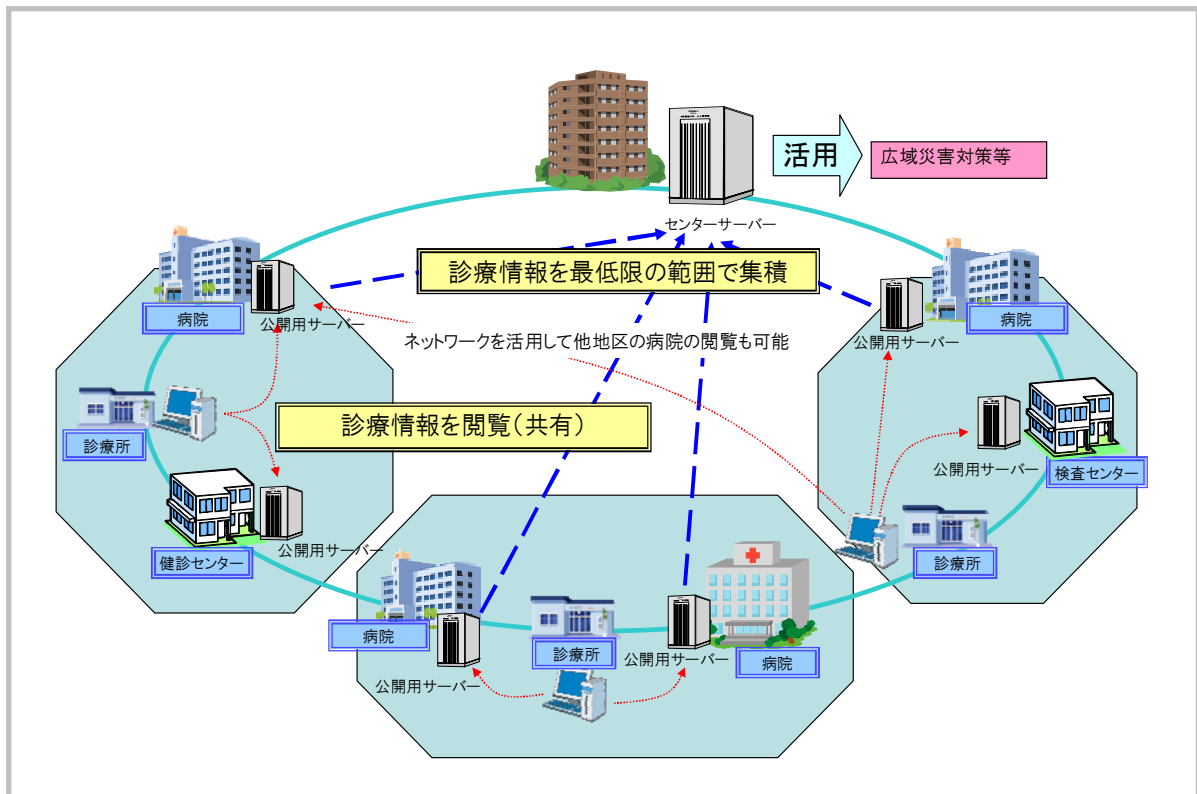 活用
広域災害対策等
センターサーバー
診療情報を最低限の範囲で集積
病院
公開用サーバー
ネットワークを活用して他地区の病院の閲覧も可能
公開用サーバー
病院
診療情報を閲覧(共有)
診療所
公開用サーバー
検査センター
公開用サーバー
健診センター
診療所
病院
公開用サーバー
診療所
公開用サーバー
病院